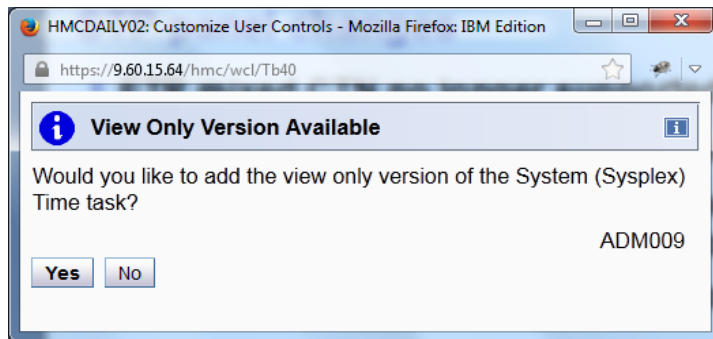 HMCDAILY02: Customize User Controls - Mozilla Firefox: IBM Edition
https://9.60.15.64/hmc/wcl/Tb40
View Only Version Available
Would you like to add the view only version of the System (Sysplex)
Time task?
ADM009
Yes No